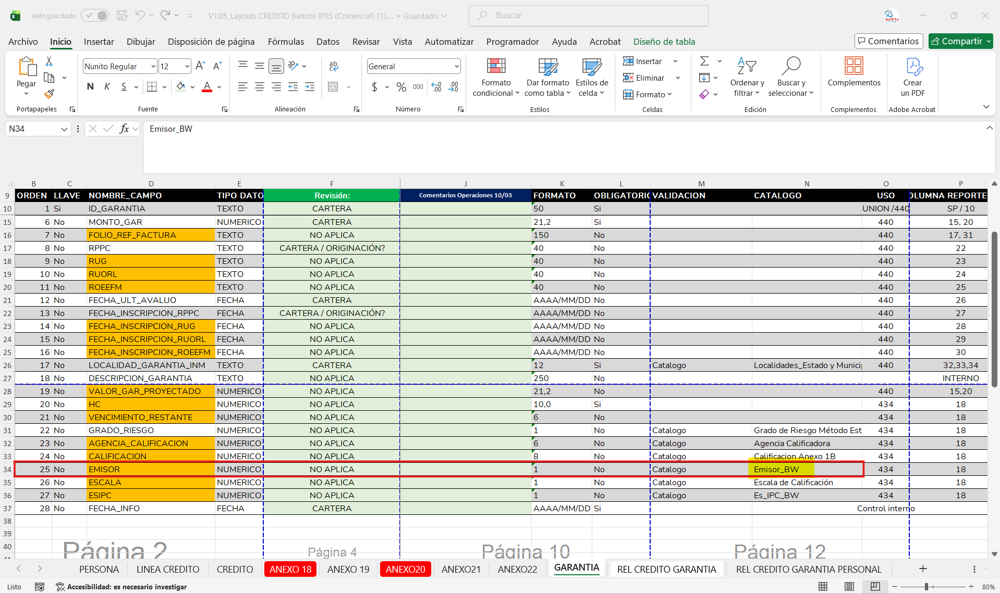 Autoguardado
V1.05_Layouts CREDITO Bancos IFRS (Comercial) (1).... • Guardado
Buscar
Archivo Inicio Insertar Dibujar Disposición de página Fórmulas Datos Revisar Vista Automatizar Programador Ayuda Acrobat Diseño de tabla
Comentarios Compartir
Pegar
Portapapeles
Nunito Regular 12
N K S
Fuente
Alineación
General
$ % 000
Número
Formato condicional
Dar formato como tabla
Estilos de celda
Estilos
Insertar
Eliminar
Formato
Celdas
Ordenar y filtrar
Buscar y seleccionar
Edición
Complementos
Complementos
Crear un PDF
Adobe Acrobat
N34 fx Emisor_BW
B C D E F J K L M N O P
9 ORDEN LLAVE NOMBRE_CAMPO TIPO DATO Revisión: Comentarios Operaciones 10/03 FORMATO OBLIGATORIO VALIDACION CATALOGO USO OLUMNA REPORTE
10 1 Si ID_GARANTIA TEXTO CARTERA 50 Si UNION /440 SP / 10
15 6 No MONTO_GAR NUMERICO CARTERA 21,2 Si 440 15, 20
16 7 No FOLIO_REF_FACTURA TEXTO NO APLICA 150 No 440 17, 31
17 8 No RPPC TEXTO CARTERA / ORIGINACIÓN? 40 No 440 22
18 9 No RUG TEXTO NO APLICA 40 No 440 23
19 10 No RUORL TEXTO NO APLICA 40 No 440 24
20 11 No ROEEFM TEXTO NO APLICA 40 No 440 25
21 12 No FECHA_ULT_AVALUO FECHA CARTERA AAAA/MM/DD No 440 26
22 13 No FECHA_INSCRIPCION_RPPC FECHA CARTERA / ORIGINACIÓN? AAAA/MM/DD No 440 27
23 14 No FECHA_INSCRIPCION_RUG FECHA NO APLICA AAAA/MM/DD No 440 28
24 15 No FECHA_INSCRIPCION_RUORL FECHA NO APLICA AAAA/MM/DD No 440 29
25 16 No FECHA_INSCRIPCION_ROEEFM FECHA NO APLICA AAAA/MM/DD No 440 30
26 17 No LOCALIDAD_GARANTIA_INM TEXTO CARTERA 12 Si Catalogo Localidades_Estado y Munici 440 32,33,34
27 18 No DESCRIPCION_GARANTIA TEXTO NO APLICA 250 No INTERNO
28 19 No VALOR_GAR_PROYECTADO NUMERICO NO APLICA 21,2 No 440 15,20
29 20 No HC NUMERICO NO APLICA 10,0 Si 434 18
30 21 No VENCIMIENTO_RESTANTE NUMERICO NO APLICA 6 No 434 18
31 22 No GRADO_RIESGO NUMERICO NO APLICA 1 No Catalogo Grado de Riesgo Método Est 434 18
32 23 No AGENCIA_CALIFICACION NUMERICO NO APLICA 6 No Catalogo Agencia Calificadora 434 18
33 24 No CALIFICACION NUMERICO NO APLICA 8 No Catalogo Calificacion Anexo 1B 434 18
34 25 No EMISOR NUMERICO NO APLICA 1 No Catalogo Emisor_BW 434 18
35 26 No ESCALA NUMERICO NO APLICA 1 No Catalogo Escala de Calificación 434 18
36 27 No ESIPC NUMERICO NO APLICA 1 No Catalogo Es_IPC_BW 434 18
37 28 No FECHA_INFO FECHA CARTERA AAAA/MM/DD Si Control interno
38
39
40 Página 2 Página 4 Página 10 Página 12
PERSONA LINEA CREDITO CREDITO ANEXO 18 ANEXO 19 ANEXO20 ANEXO21 ANEXO22 GARANTIA REL CREDITO GARANTIA REL CREDITO GARANTIA PERSONAL
Listo Accesibilidad: es necesario investigar 80%